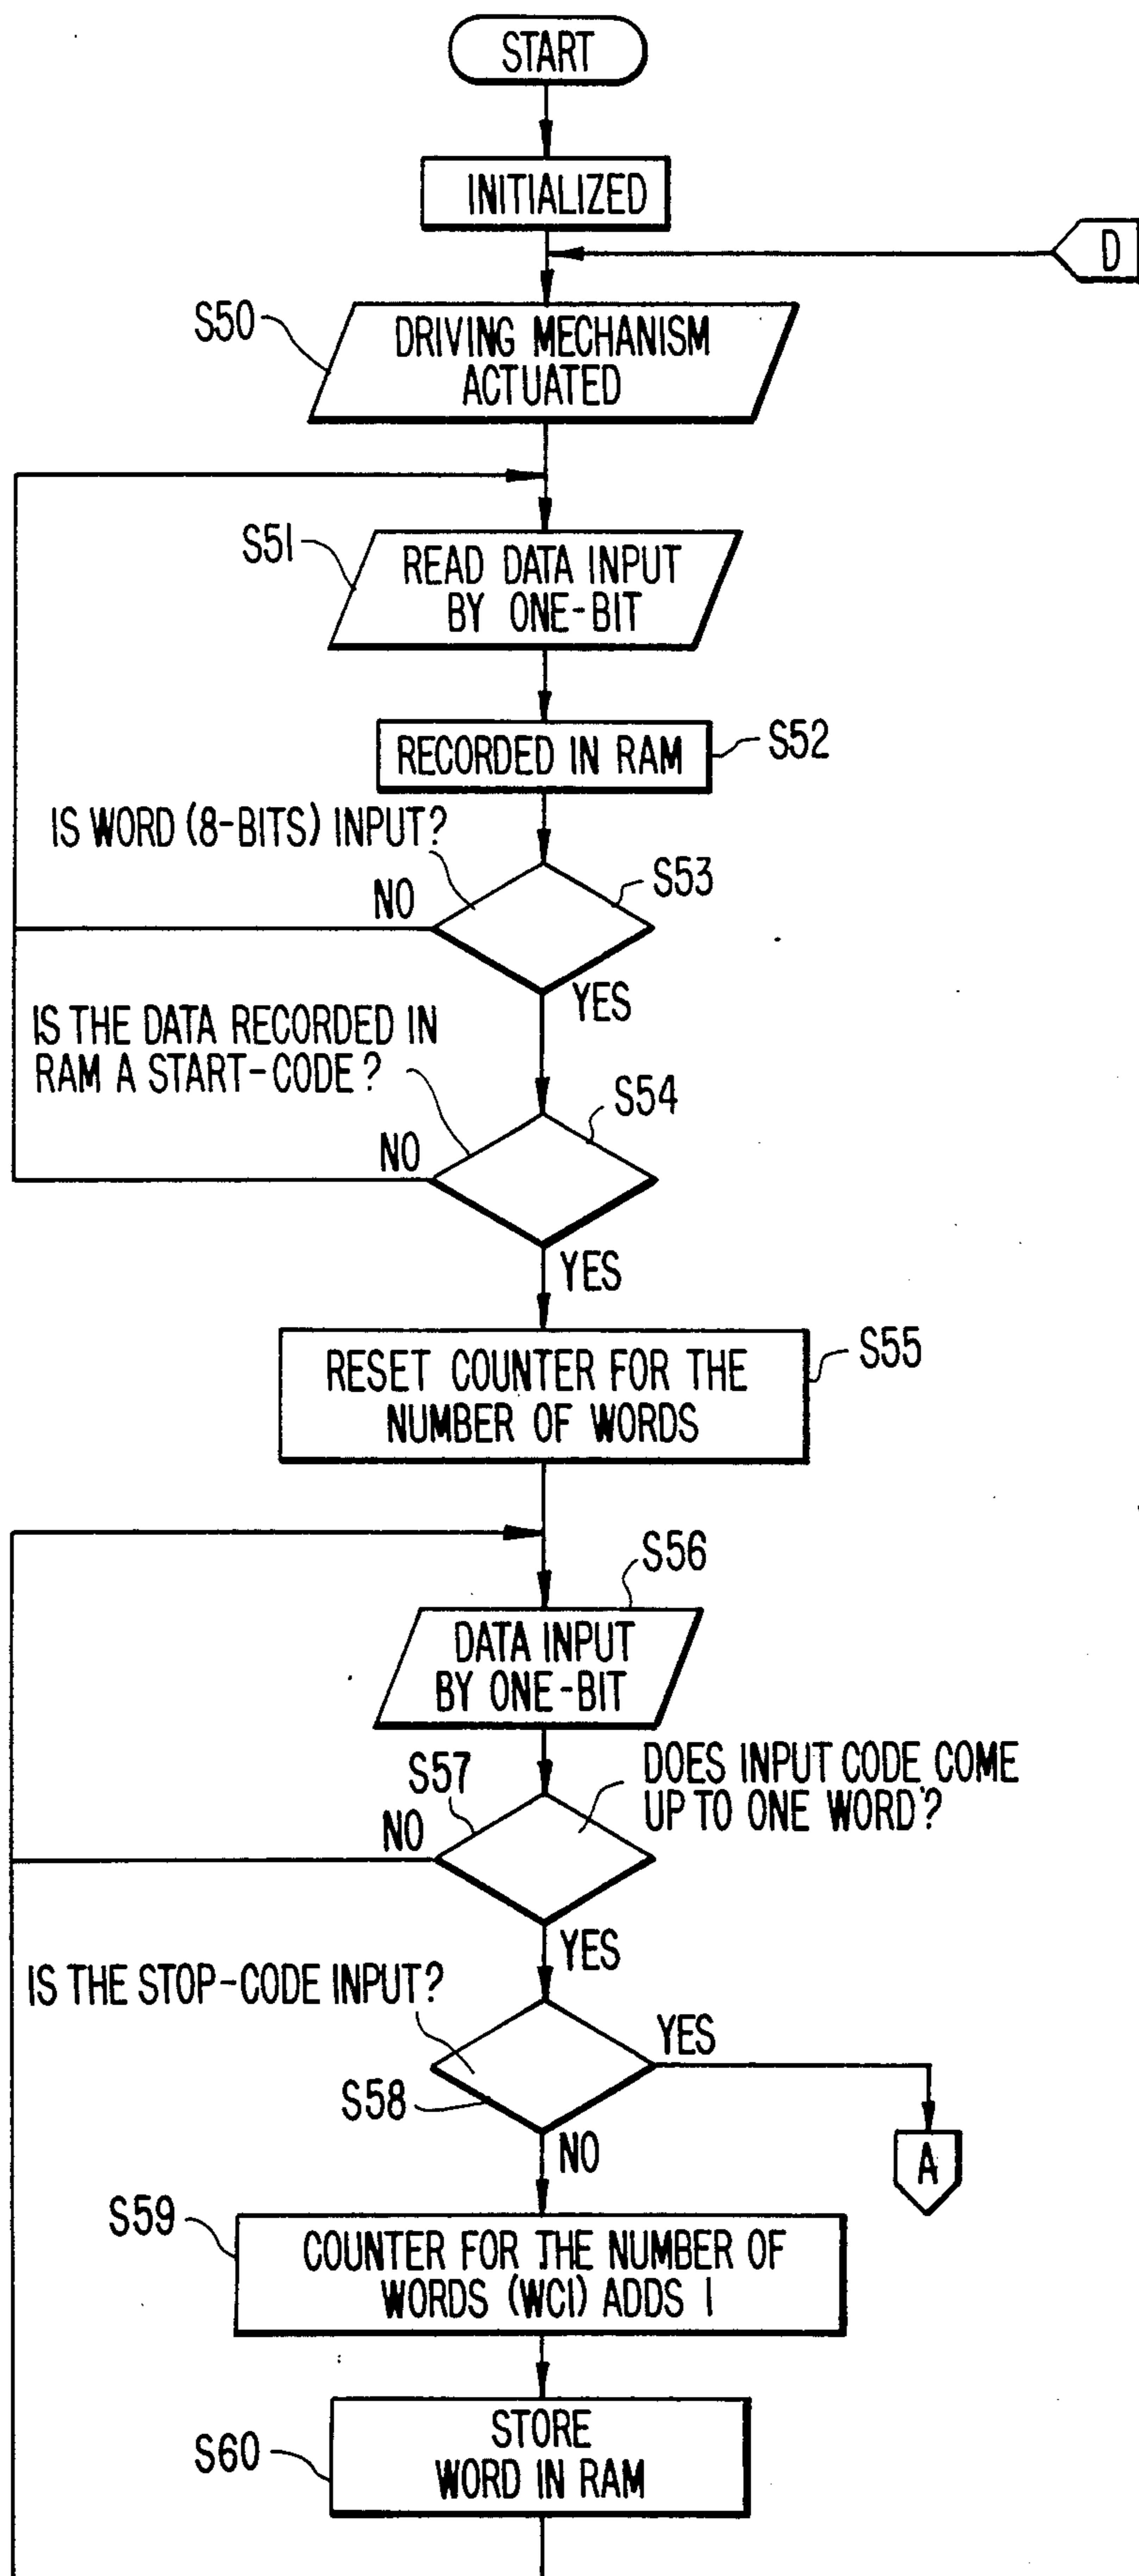 START
INITIALIZED
D
S50
DRIVING MECHANISM
ACTUATED
S51
READ DATA INPUT
BY ONE-BIT
RECORDED IN RAM
S52
IS WORD (8-BITS) INPUT?
S53
NO
YES
IS THE DATA RECORDED IN
RAM A START-CODE?
S54
NO
YES
RESET COUNTER FOR THE
NUMBER OF WORDS
S55
S56
DATA INPUT
BY ONE-BIT
S57
DOES INPUT CODE COME
UP TO ONE WORD?
NO
YES
IS THE STOP-CODE INPUT?
YES
S58
NO
A
S59
COUNTER FOR THE NUMBER OF
WORDS (WC1) ADDS 1
S60
STORE
WORD IN RAM